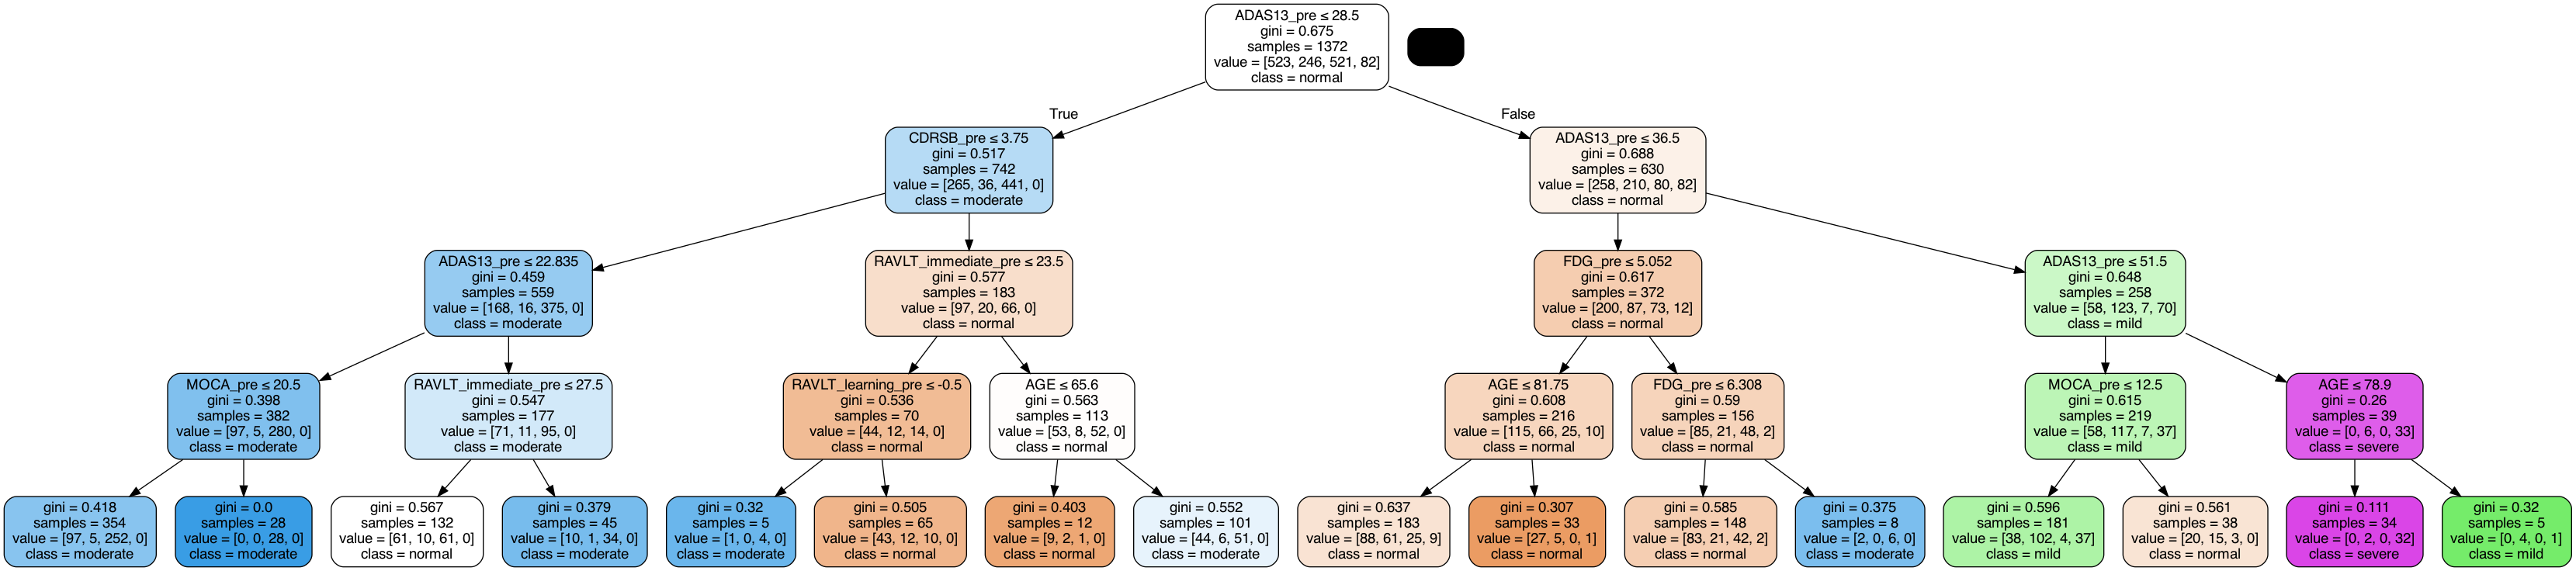 ADAS13_pre ≤ 28.5
gini = 0.675
samples = 1372
value = [523, 246, 521, 82]
class = normal
True
False
CDRSB_pre ≤ 3.75
gini = 0.517
samples = 742
value = [265, 36, 441, 0]
class = moderate
ADAS13_pre ≤ 36.5
gini = 0.688
samples = 630
value = [258, 210, 80, 82]
class = normal
ADAS13_pre ≤ 22.835
gini = 0.459
samples = 559
value = [168, 16, 375, 0]
class = moderate
RAVLT_immediate_pre ≤ 23.5
gini = 0.577
samples = 183
value = [97, 20, 66, 0]
class = normal
FDG_pre ≤ 5.052
gini = 0.617
samples = 372
value = [200, 87, 73, 12]
class = normal
ADAS13_pre ≤ 51.5
gini = 0.648
samples = 258
value = [58, 123, 7, 70]
class = mild
MOCA_pre ≤ 20.5
gini = 0.398
samples = 382
value = [97, 5, 280, 0]
class = moderate
RAVLT_immediate_pre ≤ 27.5
gini = 0.547
samples = 177
value = [71, 11, 95, 0]
class = moderate
RAVLT_learning_pre ≤ -0.5
gini = 0.536
samples = 70
value = [44, 12, 14, 0]
class = normal
AGE ≤ 65.6
gini = 0.563
samples = 113
value = [53, 8, 52, 0]
class = normal
AGE ≤ 81.75
gini = 0.608
samples = 216
value = [115, 66, 25, 10]
class = normal
FDG_pre ≤ 6.308
gini = 0.59
samples = 156
value = [85, 21, 48, 2]
class = normal
MOCA_pre ≤ 12.5
gini = 0.615
samples = 219
value = [58, 117, 7, 37]
class = mild
AGE ≤ 78.9
gini = 0.26
samples = 39
value = [0, 6, 0, 33]
class = severe
gini = 0.418
samples = 354
value = [97, 5, 252, 0]
class = moderate
gini = 0.0
samples = 28
value = [0, 0, 28, 0]
class = moderate
gini = 0.567
samples = 132
value = [61, 10, 61, 0]
class = normal
gini = 0.379
samples = 45
value = [10, 1, 34, 0]
class = moderate
gini = 0.32
samples = 5
value = [1, 0, 4, 0]
class = moderate
gini = 0.505
samples = 65
value = [43, 12, 10, 0]
class = normal
gini = 0.403
samples = 12
value = [9, 2, 1, 0]
class = normal
gini = 0.552
samples = 101
value = [44, 6, 51, 0]
class = moderate
gini = 0.637
samples = 183
value = [88, 61, 25, 9]
class = normal
gini = 0.307
samples = 33
value = [27, 5, 0, 1]
class = normal
gini = 0.585
samples = 148
value = [83, 21, 42, 2]
class = normal
gini = 0.375
samples = 8
value = [2, 0, 6, 0]
class = moderate
gini = 0.596
samples = 181
value = [38, 102, 4, 37]
class = mild
gini = 0.561
samples = 38
value = [20, 15, 3, 0]
class = normal
gini = 0.111
samples = 34
value = [0, 2, 0, 32]
class = severe
gini = 0.32
samples = 5
value = [0, 4, 0, 1]
class = mild